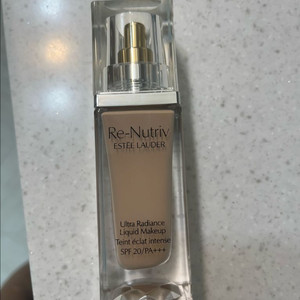 Re-Nutriv
ESTĒE LAUDER
Ultra Radiance
Liquid Makeup
Teint éclat intense
SPF 20/PA+++